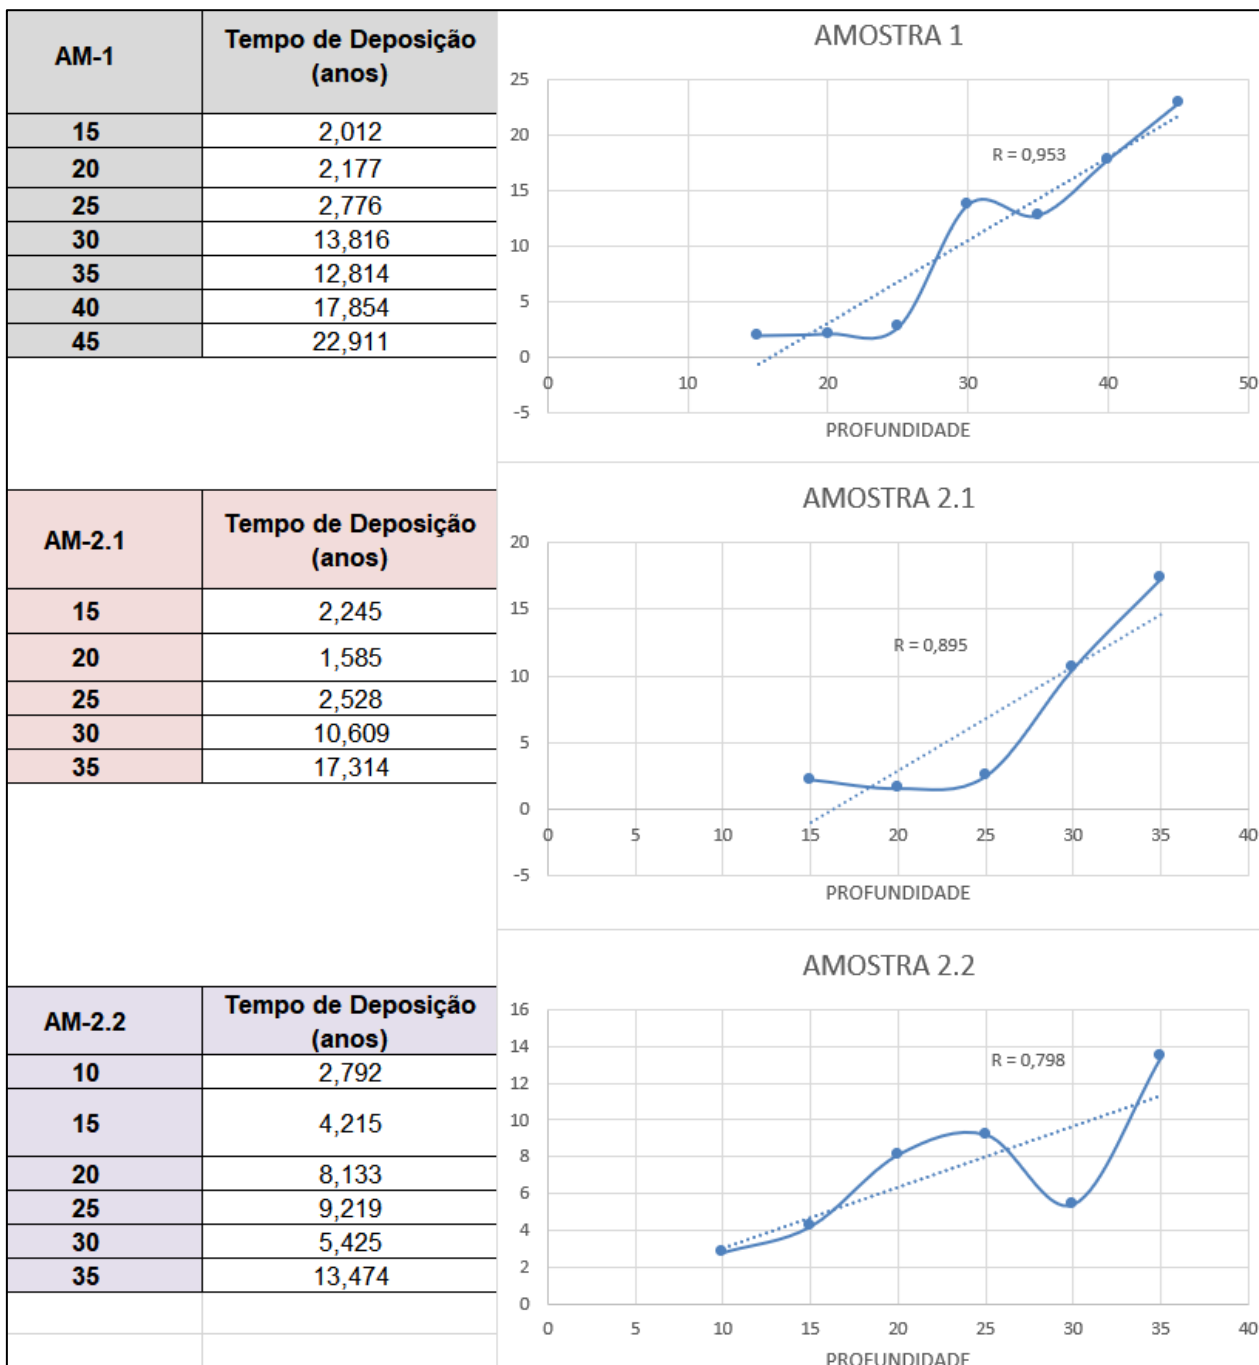 AM-1 Tempo de Deposição
(anos)
15 2,012
20 2,177
25 2,776
30 13,816
35 12,814
40 17,854
45 22,911
AMOSTRA 1
25
20
15
10
5
0
-5
R = 0,953
0 10 20 30 40 50
PROFUNDIDADE
AM-2.1 Tempo de Deposição
(anos)
15 2,245
20 1,585
25 2,528
30 10,609
35 17,314
AMOSTRA 2.1
20
15
10
5
0
-5
R = 0,895
0 5 10 15 20 25 30 35 40
PROFUNDIDADE
AM-2.2 Tempo de Deposição
(anos)
10 2,792
15 4,215
20 8,133
25 9,219
30 5,425
35 13,474
AMOSTRA 2.2
16
14
12
10
8
6
4
2
0
R = 0,798
0 5 10 15 20 25 30 35 40
PROFUNDIDADE